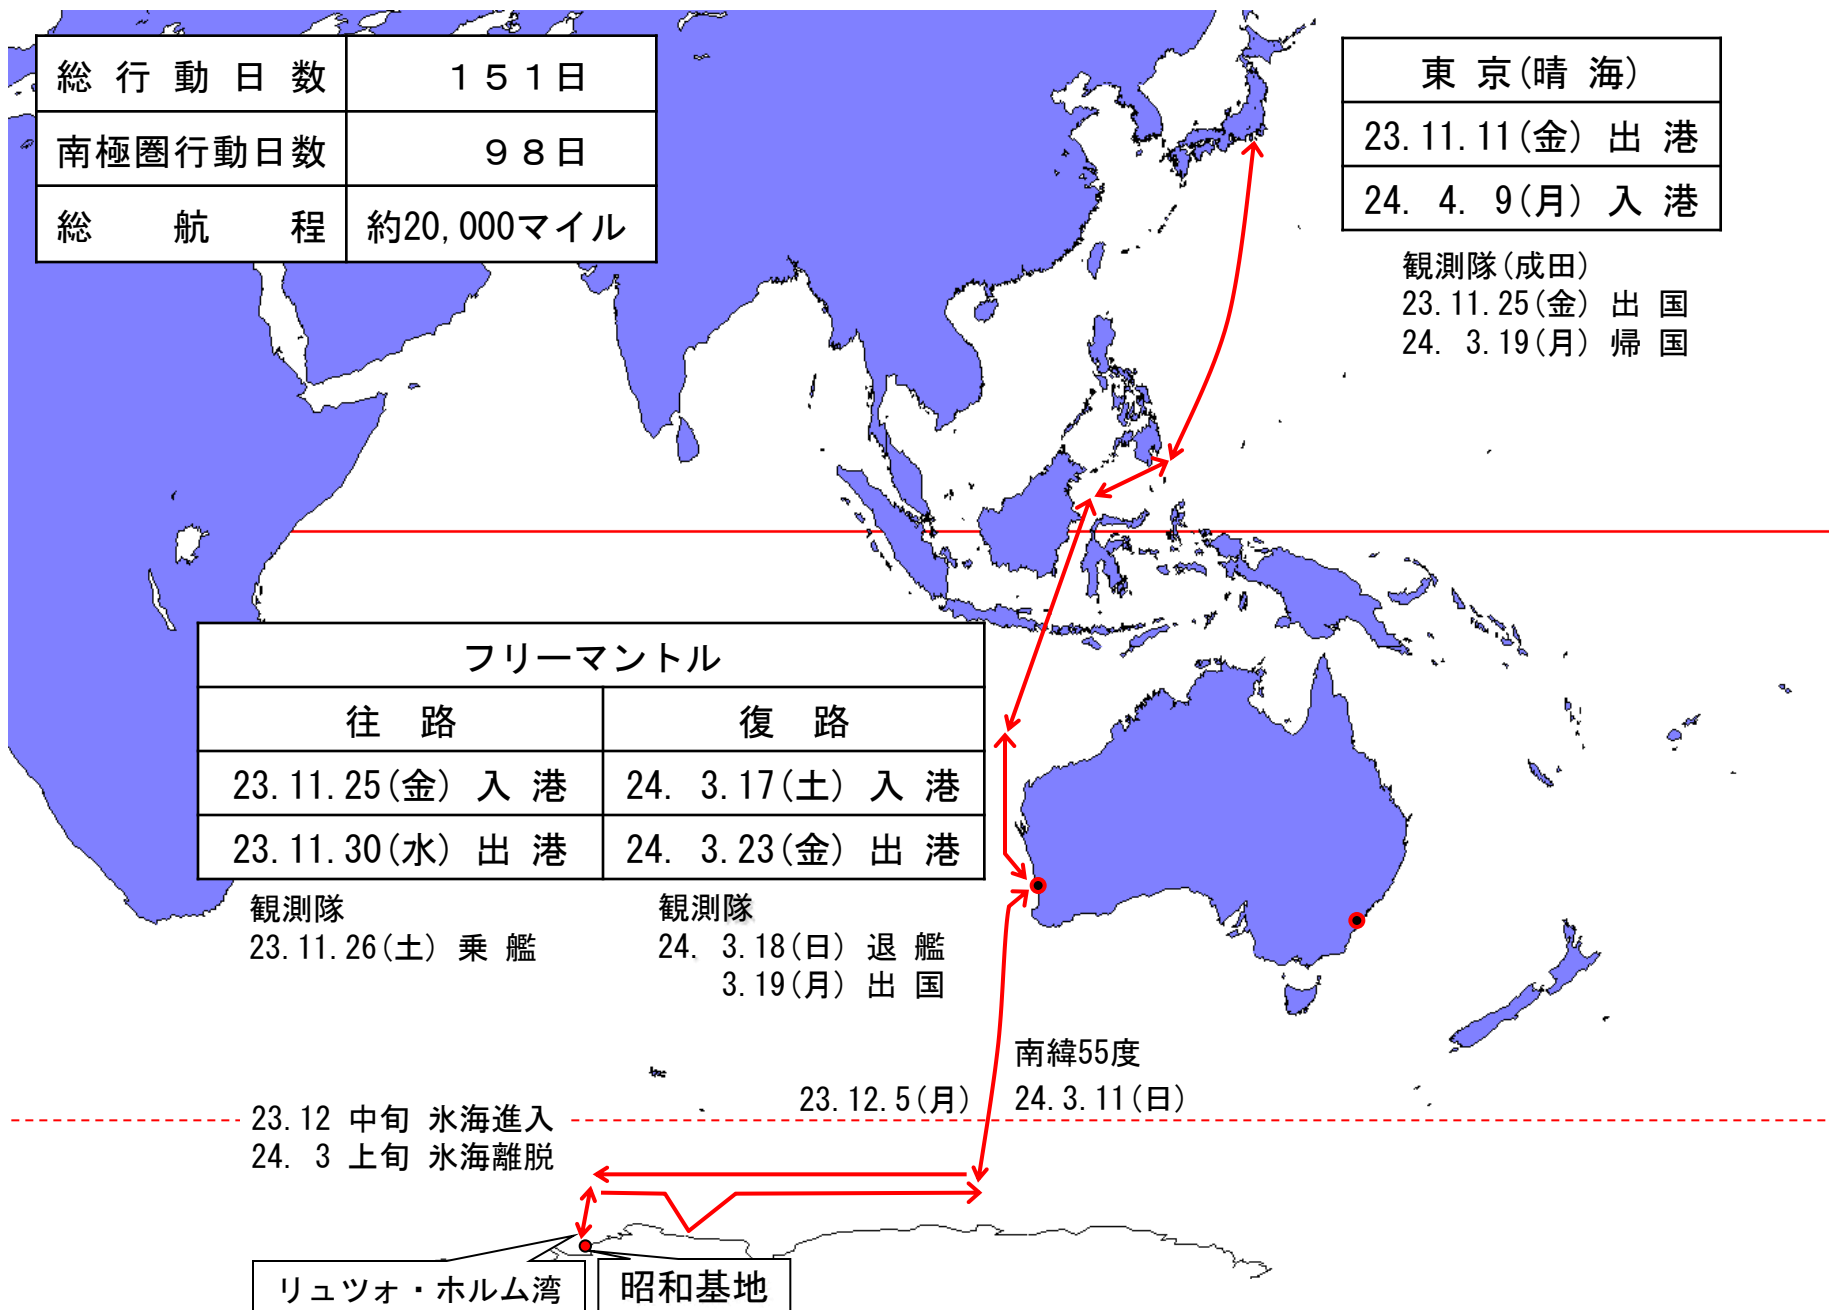 総行動日数 １５１日
南極圏行動日数 ９８日
総航程 約20,000マイル
東京(晴海)
23.11.11(金) 出港
24. 4. 9(月) 入港
観測隊(成田)
23.11.25(金) 出国
24. 3.19(月) 帰国
フリーマントル
往路 復路
23.11.25(金) 入港 24. 3.17(土) 入港
23.11.30(水) 出港 24. 3.23(金) 出港
観測隊
23.11.26(土) 乗艦
観測隊
24. 3.18(日) 退艦
3.19(月) 出国
南緯55度
23.12.5(月) 24.3.11(日)
23.12 中旬 氷海進入
24. 3 上旬 氷海離脱
リュツォ・ホルム湾
昭和基地